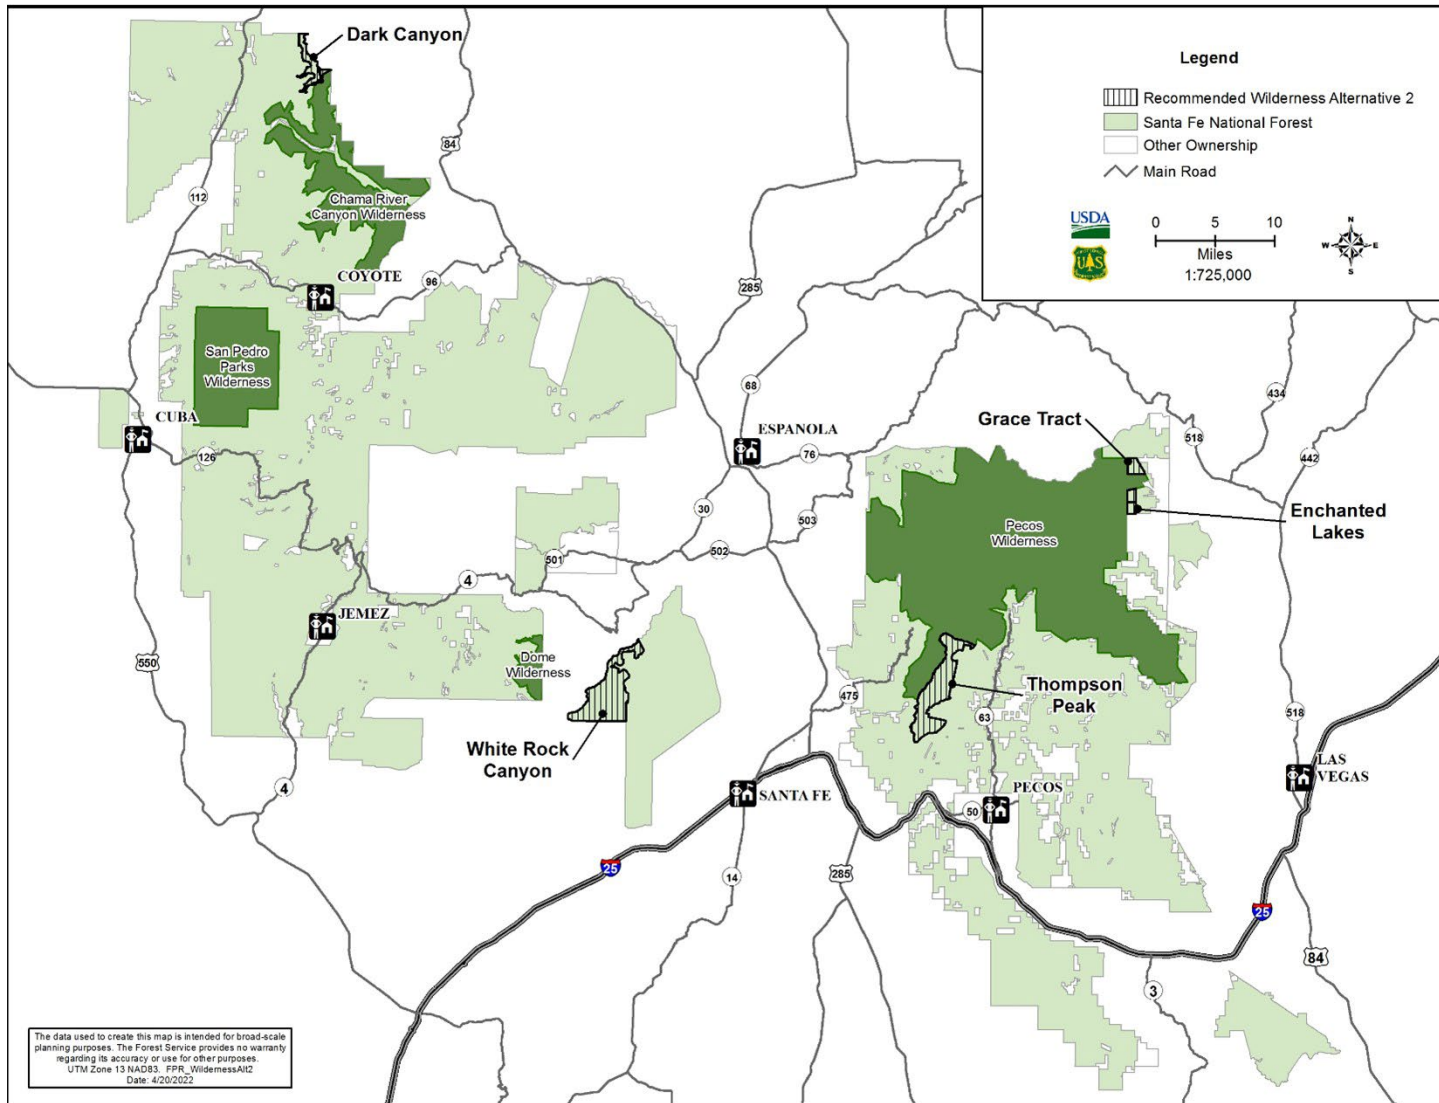 Dark Canyon
Legend
Recommended Wilderness Alternative 2
Santa Fe National Forest
Other Ownership
Main Road
USDA
0 5 10
Miles
1:725,000
N
W E
S
UAS
84
112
Chama River
Canyon Wilderness
COYOTE
96
285
San Pedro
Parks
Wilderness
68
434
CUBA
Grace Tract
ESPANOLA
518
126
76
442
30
503
Enchanted
Lakes
Pecos
Wilderness
501
502
4
JEMEZ
550
Dome
Wilderness
475
Thompson
Peak
63
518
White Rock
Canyon
4
SANTA FE
PECOS
50
LAS
VEGAS
25
14
285
25
84
3
The data used to create this map is intended for broad-scale
planning purposes. The Forest Service provides no warranty
regarding its accuracy or use for other purposes.
UTM Zone 13 NAD83. FPR_WildernessAlt2
Date: 4/20/2022